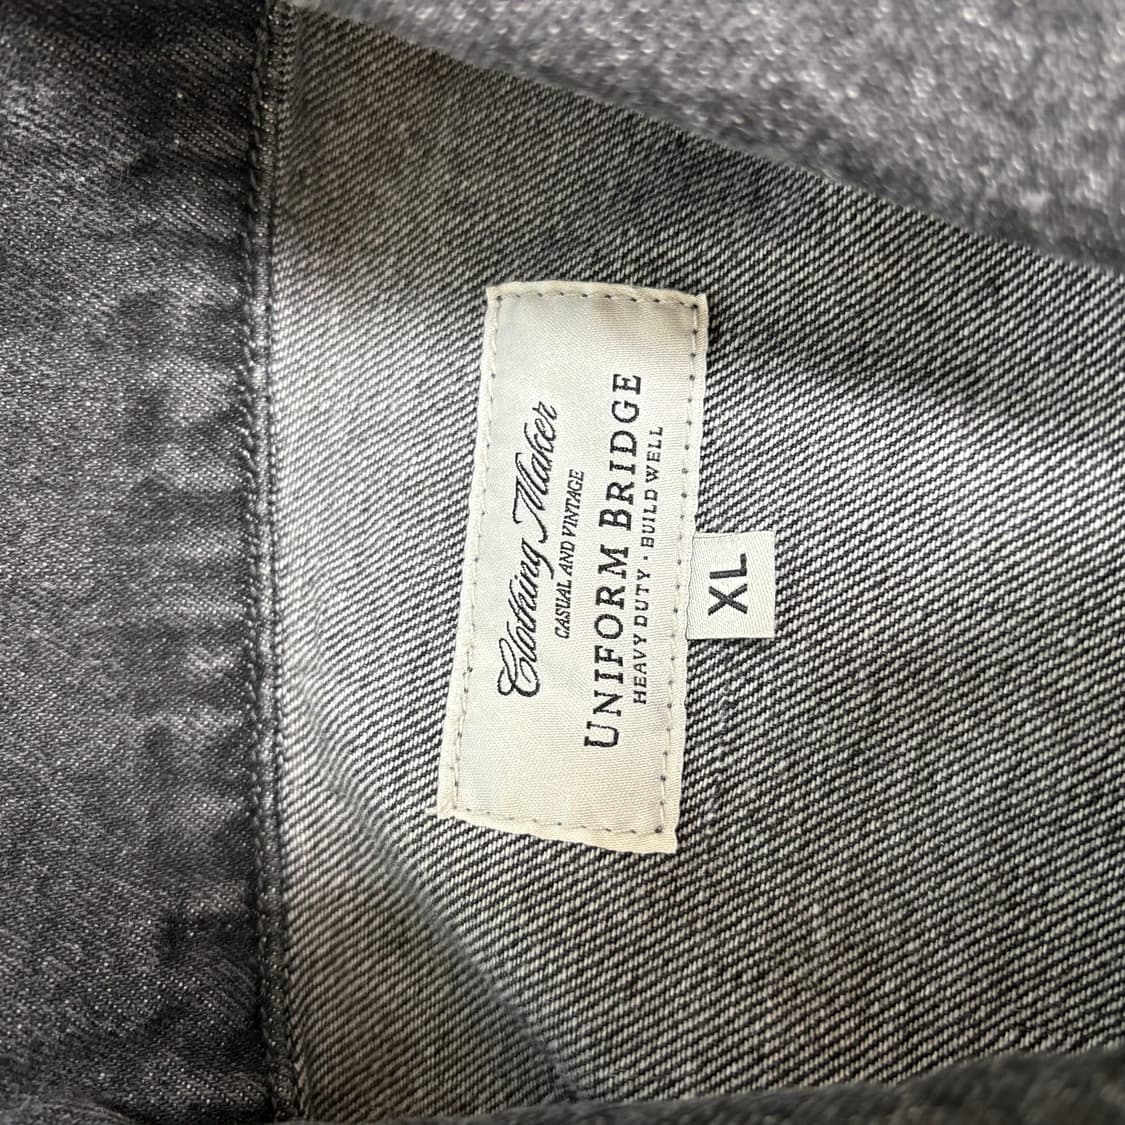 Clothing Maker
CASUAL AND VINTAGE
UNIFORM BRIDGE
HEAVY DUTY · BUILD WELL
XL